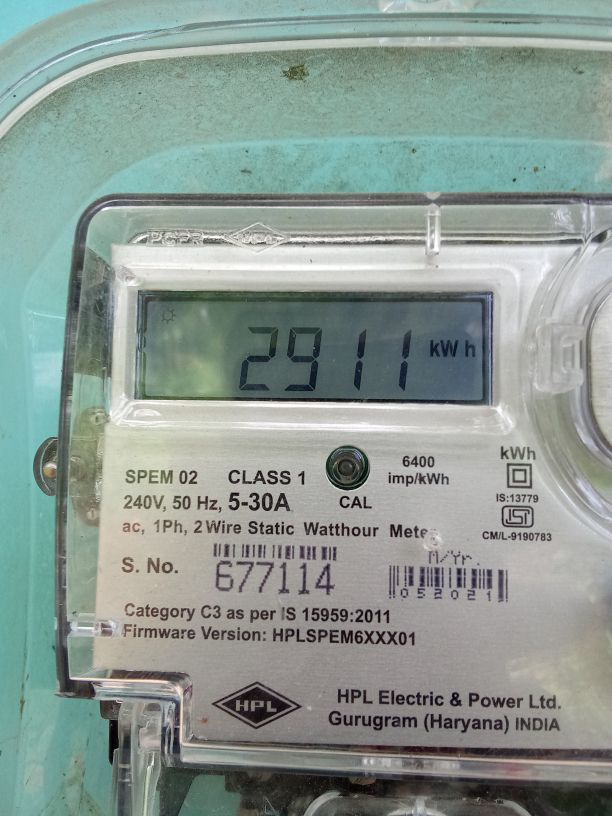 2911 kWh
SPEM 02 CLASS 1
240V, 50 Hz, 5-30A
ac, 1Ph, 2 Wire Static Watthour
CAL
6400
imp/kWh
kWh
IS:13779
ISI
CM/L-9190783
S. No. 677114
M/Yr.
052021
Category C3 as per IS 15959:2011
Firmware Version: HPLSPEM6XXX01
HPL
HPL Electric & Power Ltd.
Gurugram (Haryana) INDIA